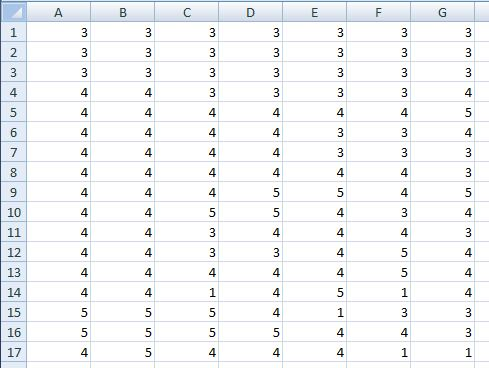 A B C D E F G
1 3 3 3 3 3 3 3
2 3 3 3 3 3 3 3
3 3 3 3 3 3 3 3
4 4 4 3 3 3 3 4
5 4 4 4 4 4 4 5
6 4 4 4 4 3 3 4
7 4 4 4 4 3 3 3
8 4 4 4 4 4 4 3
9 4 4 4 5 5 4 5
10 4 4 5 5 4 3 4
11 4 4 3 4 4 4 3
12 4 4 3 3 4 5 4
13 4 4 4 4 4 5 4
14 4 4 1 4 5 1 4
15 5 5 5 4 1 3 3
16 5 5 5 5 4 4 3
17 4 5 4 4 4 1 1